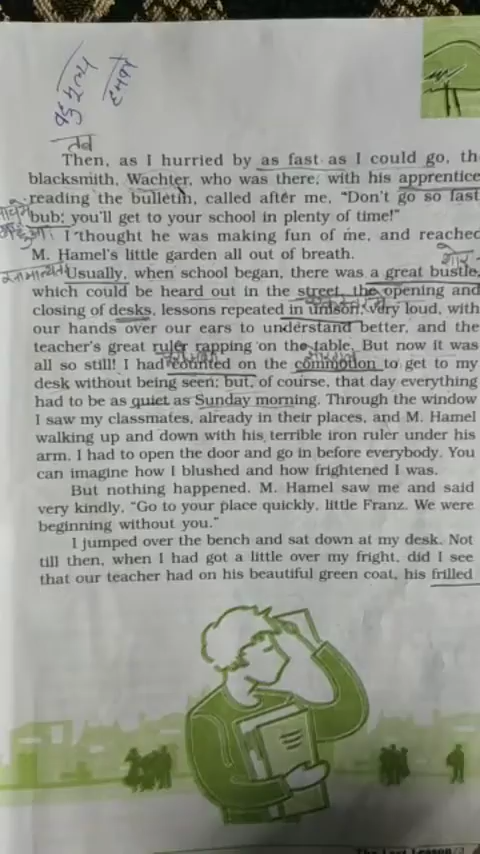 बहुमूल्य
हमको
तब
Then, as I hurried by as fast as I could go, th
blacksmith, Wachter, who was there, with his apprentice
reading the bulletin, called after me, “Don't go so fast
bub; you'll get to your school in plenty of time!”
I thought he was making fun of me, and reached
M. Hamel's little garden all out of breath.
शोर
Usually, when school began, there was a great bustle,
which could be heard out in the street, the opening and
closing of desks, lessons repeated in unison, very loud, with
our hands over our ears to understand better, and the
teacher's great ruler rapping on the table. But now it was
all so still! I had counted on the commotion to get to my
desk without being seen; but, of course, that day everything
had to be as quiet as Sunday morning. Through the window
I saw my classmates, already in their places, and M. Hamel
walking up and down with his terrible iron ruler under his
arm. I had to open the door and go in before everybody. You
can imagine how I blushed and how frightened I was.
But nothing happened. M. Hamel saw me and said
very kindly, “Go to your place quickly, little Franz. We were
beginning without you.”
I jumped over the bench and sat down at my desk. Not
till then, when I had got a little over my fright, did I see
that our teacher had on his beautiful green coat, his frilled
The Last Lesson/3